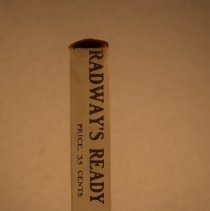 RADWAY'S READY
PRICE, 35 CENTS